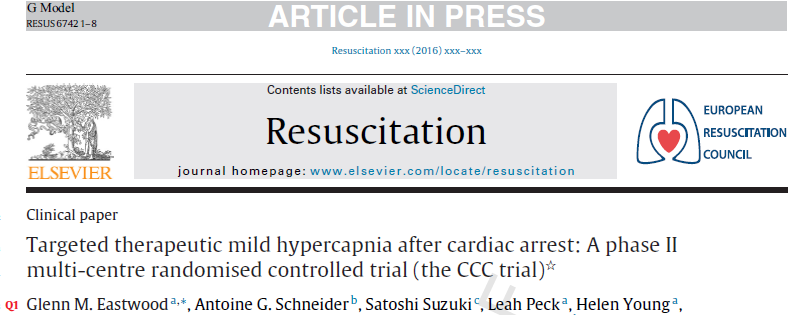 G Model
RESUS 6742 1–8
ARTICLE IN PRESS
Resuscitation xxx (2016) xxx–xxx
Contents lists available at ScienceDirect
Resuscitation
journal homepage: www.elsevier.com/locate/resuscitation
ELSEVIER
EUROPEAN
RESUSCITATION
COUNCIL
Clinical paper
Targeted therapeutic mild hypercapnia after cardiac arrest: A phase II
multi-centre randomised controlled trial (the CCC trial)☆
Q1 Glenn M. Eastwood a,*, Antoine G. Schneider b, Satoshi Suzuki c, Leah Peck a, Helen Young a,